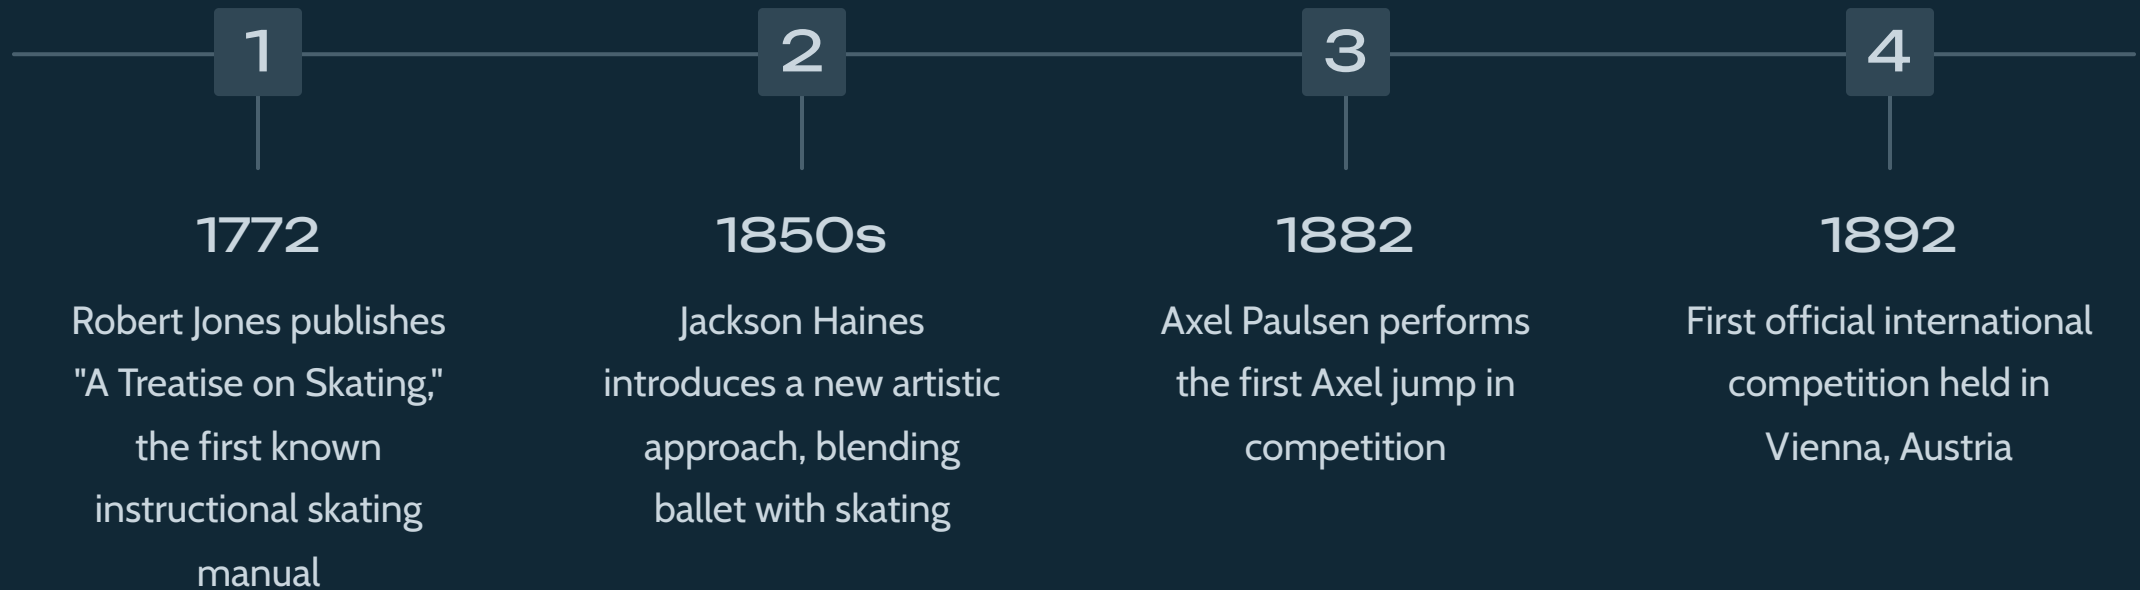 1
2
3
4
1772
Robert Jones publishes
"A Treatise on Skating,"
the first known
instructional skating
manual
1850s
Jackson Haines
introduces a new artistic
approach, blending
ballet with skating
1882
Axel Paulsen performs
the first Axel jump in
competition
1892
First official international
competition held in
Vienna, Austria